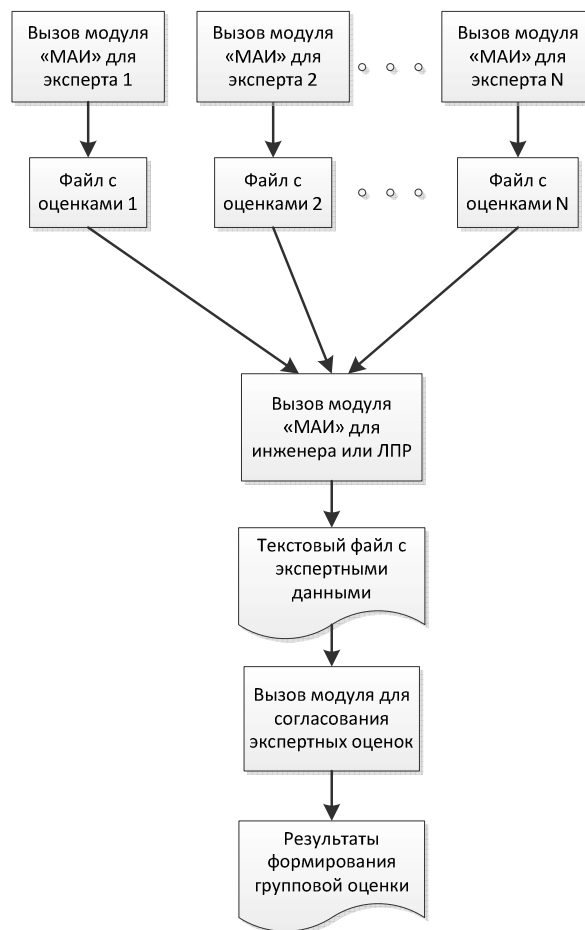 Вызов модуля
«МАИ» для
эксперта 1
Вызов модуля
«МАИ» для
эксперта 2
Вызов модуля
«МАИ» для
эксперта N
Файл с
оценками 1
Файл с
оценками 2
Файл с
оценками N
Вызов модуля
«МАИ» для
инженера или ЛПР
Текстовый файл с
экспертными
данными
Вызов модуля для
согласования
экспертных оценок
Результаты
формирования
групповой оценки